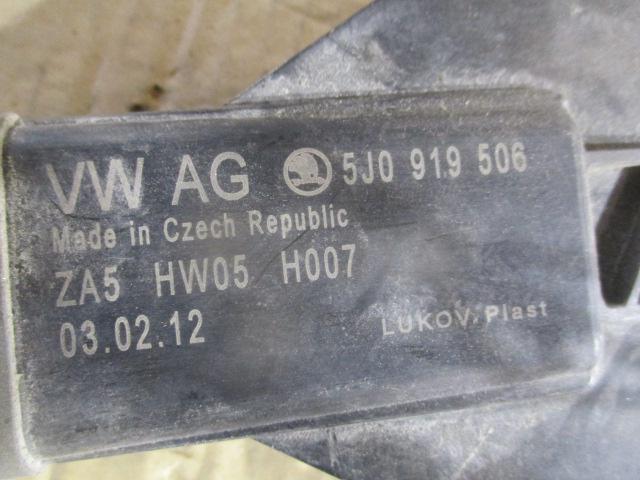 VW AG 5J0 919 506
Made in Czech Republic
ZA5 HW05 H007
03.02.12
LUKOV Plast